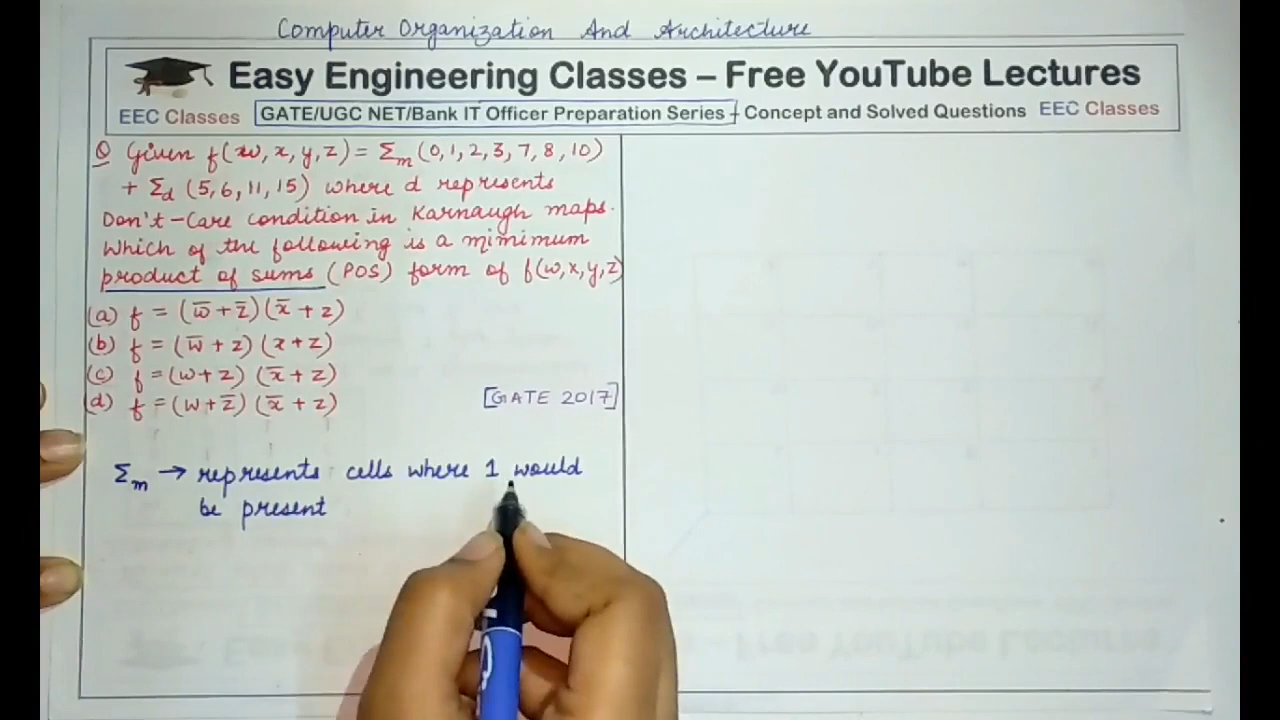 Computer Organization And Architecture
Easy Engineering Classes – Free YouTube Lectures
EEC Classes GATE/UGC NET/Bank IT Officer Preparation Series – Concept and Solved Questions EEC Classes
Q Given f(w, x, y, z) = Σm (0, 1, 2, 3, 7, 8, 10)
+ Σd (5, 6, 11, 15) where d represents
Don't-Care condition in Karnaugh maps.
Which of the following is a mimimum
product of sums (POS) form of f(w, x, y, z)
(a) f = (w̅ + z̅) (x̅ + z)
(b) f = (w̅ + z) (x + z)
(c) f = (w + z) (x̅ + z)
(d) f = (w + z̅) (x̅ + z)
[GATE 2017]
Σm → represents cells where 1 would
be present